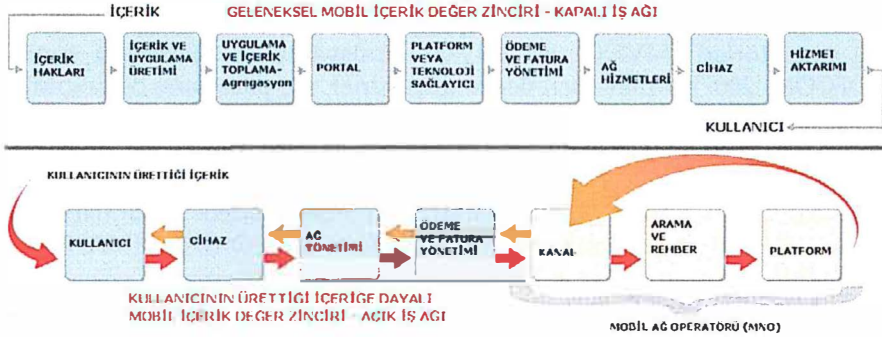 İÇERİK
GELENEKSEL MOBİL İÇERİK DEĞER ZİNCİRİ - KAPALI İŞ AĞI
İÇERİK
HAKLARI
İÇERİK VE
UYGULAMA
ÜRETİMİ
UYGULAMA
VE İÇERİK
TOPLAMA-
Agregasyon
PORTAL
PLATFORM
VEYA
TEKNOLOJİ
SAĞLAYICI
ÖDEME
VE FATURA
YÖNETİMİ
AĞ
HİZMETLERİ
CİHAZ
HİZMET
AKTARIMI
KULLANICI
KULLANICININ ÜRETTİĞİ İÇERİK
KULLANICI
CİHAZ
AĞ
YÖNETİMİ
ÖDEME
VE FATURA
YÖNETİMİ
KANAL
ARAMA
VE
REHBER
PLATFORM
KULLANICININ ÜRETTİĞİ İÇERİGE DAYALI
MOBİL İÇERİK DEĞER ZİNCİRİ - AÇIK İŞ AGI
MOBİL AĞ OPERATÖRÜ (MNO)